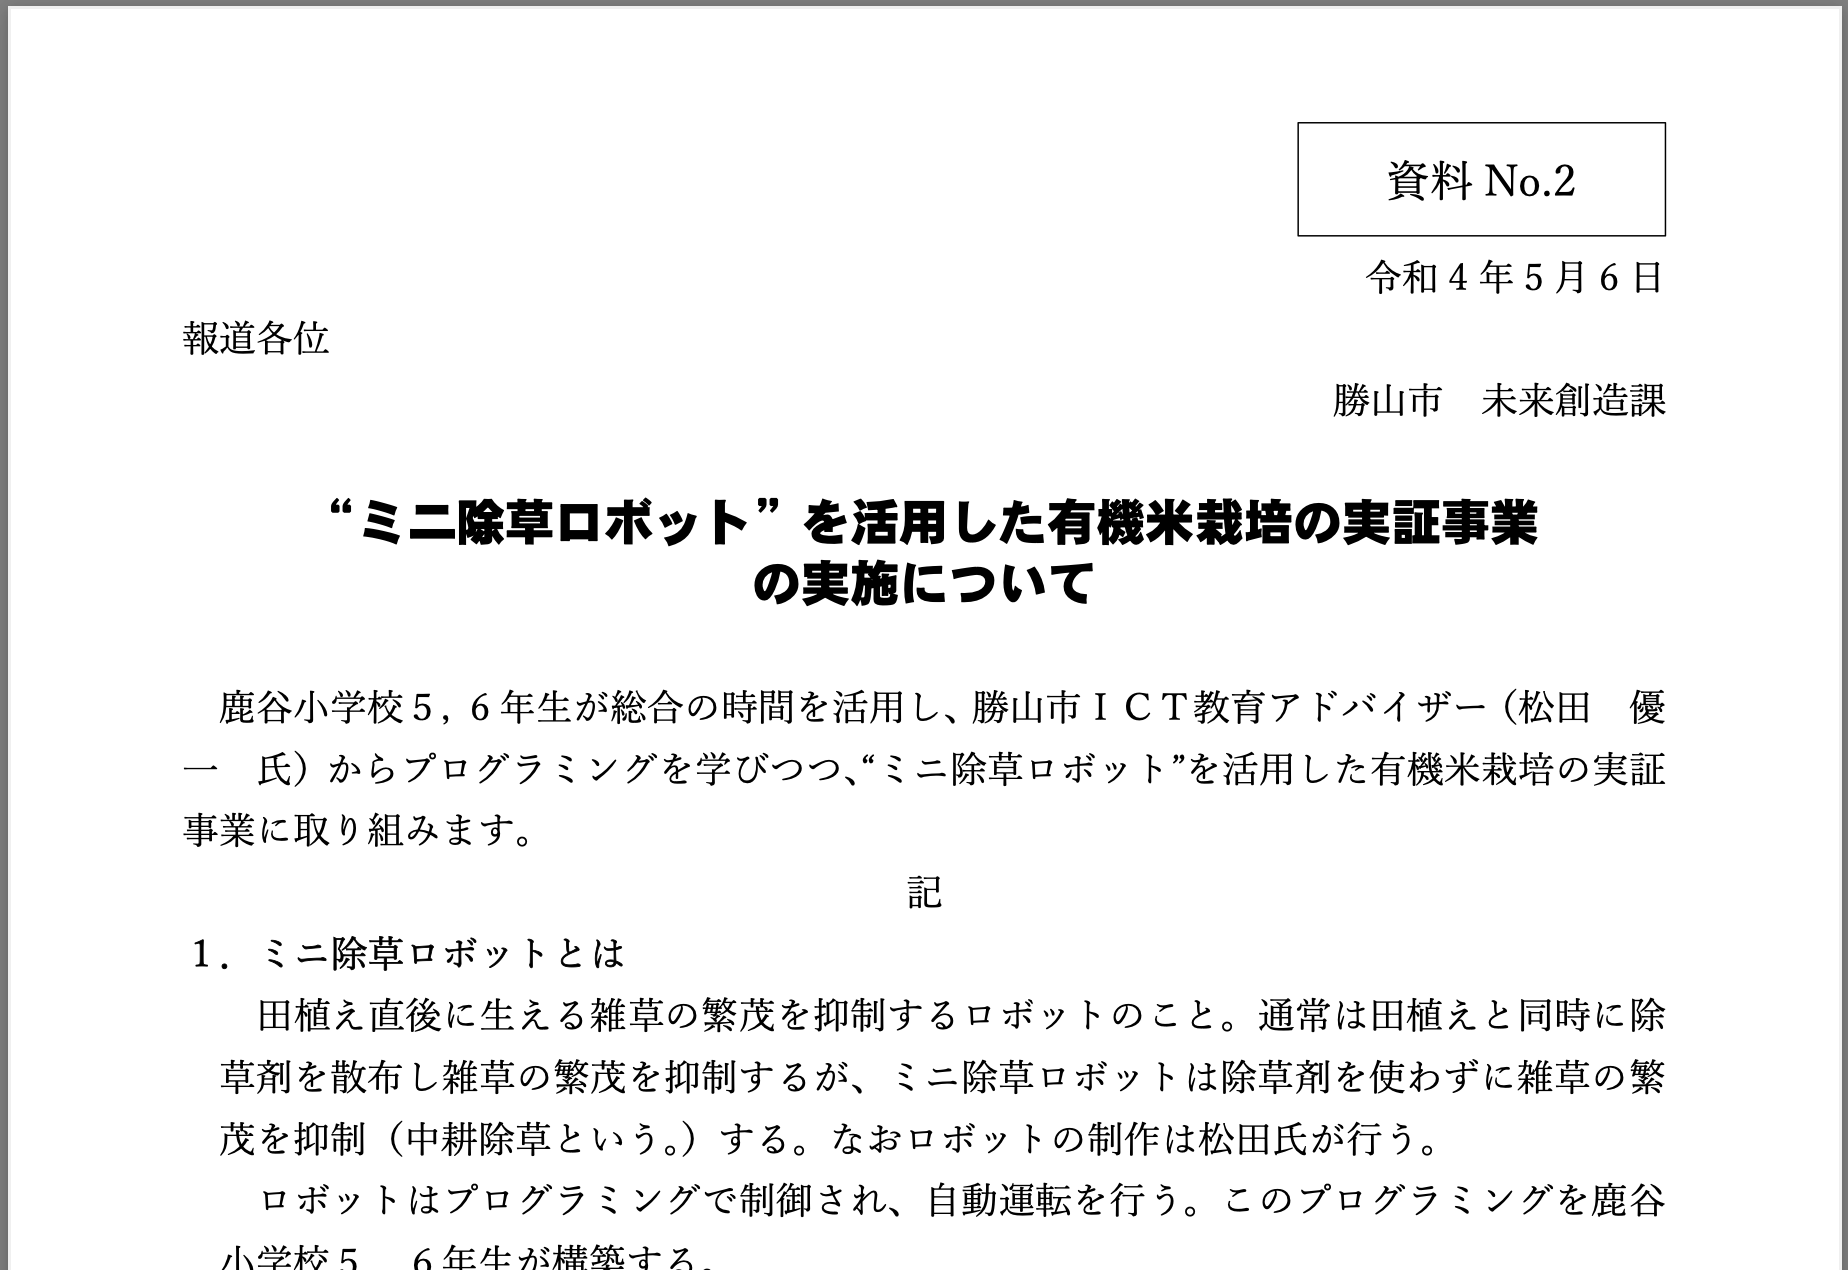 資料 No.2
令和４年５月６日
報道各位
勝山市　未来創造課
“ミニ除草ロボット”を活用した有機米栽培の実証事業
の実施について
　鹿谷小学校５，６年生が総合の時間を活用し、勝山市ＩＣＴ教育アドバイザー（松田　優
一　氏）からプログラミングを学びつつ、“ミニ除草ロボット”を活用した有機米栽培の実証
事業に取り組みます。
記
１．ミニ除草ロボットとは
　田植え直後に生える雑草の繁茂を抑制するロボットのこと。通常は田植えと同時に除
草剤を散布し雑草の繁茂を抑制するが、ミニ除草ロボットは除草剤を使わずに雑草の繁
茂を抑制（中耕除草という。）する。なおロボットの制作は松田氏が行う。
　ロボットはプログラミングで制御され、自動運転を行う。このプログラミングを鹿谷
小学校５　６年生が構築する。